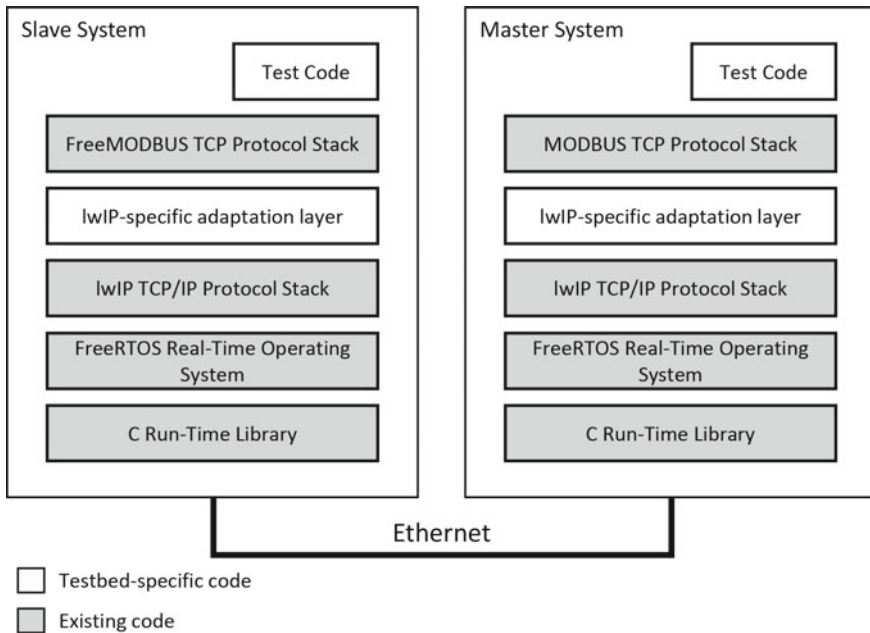 Slave System
Test Code
FreeMODBUS TCP Protocol Stack
lwIP-specific adaptation layer
lwIP TCP/IP Protocol Stack
FreeRTOS Real-Time Operating
System
C Run-Time Library
Master System
Test Code
MODBUS TCP Protocol Stack
lwIP-specific adaptation layer
lwIP TCP/IP Protocol Stack
FreeRTOS Real-Time Operating
System
C Run-Time Library
Ethernet
Testbed-specific code
Existing code